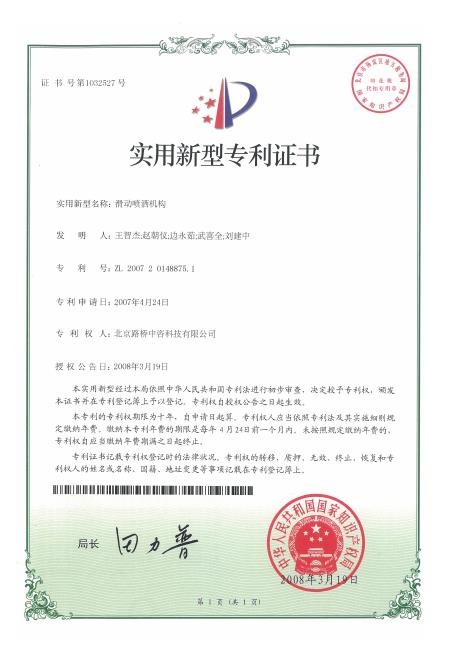 证 书 号第1032527号
实用新型专利证书
实用新型名称:滑动喷洒机构
发 明 人:王智杰;赵朝仪;边永茹;武喜全;刘建中
专 利 号:ZL 2007 2 0148875.1
专利申请日:2007年4月24日
专 利 权 人:北京路桥中咨科技有限公司
授权公告日:2008年3月19日
本实用新型经过本局依照中华人民共和国专利法进行初步审查,决定授予专利权,颁发
本证书并在专利登记簿上予以登记。专利权自授权公告之日起生效。
本专利的专利权期限为十年,自申请日起算。专利权人应当依照专利法及其实施细则规
定缴纳年费。缴纳本专利年费的期限是每年 4月24日前一个月内。未按照规定缴纳年费的,
专利权自应当缴纳年费期满之日起终止。
专利证书记载专利权登记时的法律状况。专利权的转移、质押、无效、终止、恢复和专
利权人的姓名或名称、国籍、地址变更等事项记载在专利登记簿上。
局长 田力普
中华人民共和国国家知识产权局
2008年3月19日
第 1 页 (共 1 页)